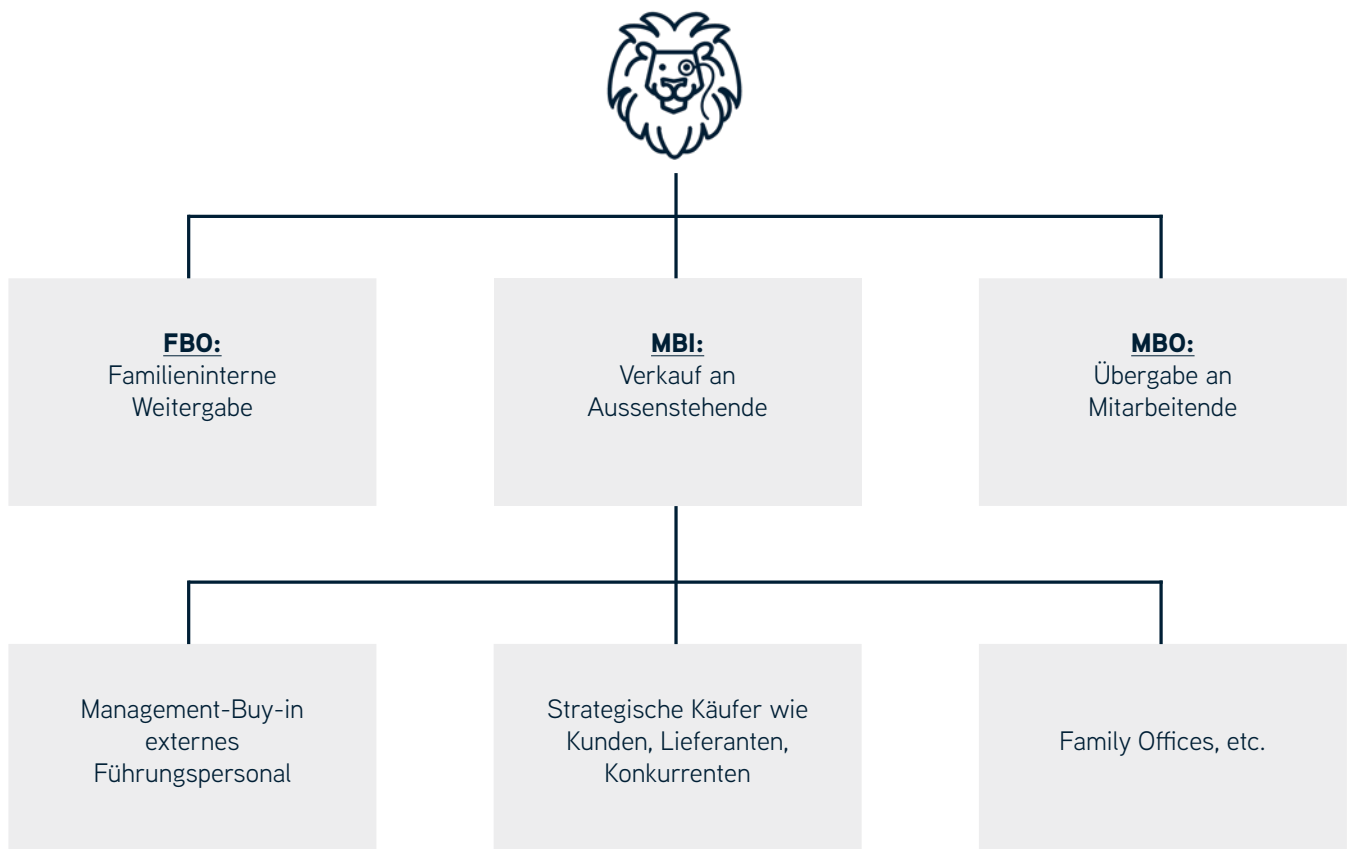 FBO:
Familieninterne
Weitergabe
MBI:
Verkauf an
Aussenstehende
MBO:
Übergabe an
Mitarbeitende
Management-Buy-in
externes
Führungspersonal
Strategische Käufer wie
Kunden, Lieferanten,
Konkurrenten
Family Offices, etc.